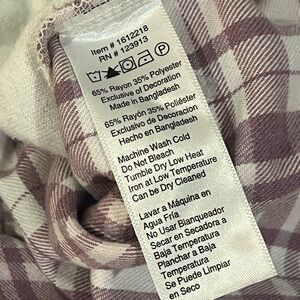 Item # 1612218
RN # 123913
65% Rayon 35% Polyester
Exclusive of Decoration
Made in Bangladesh
65% Rayon 35% Poliéster
Exclusivo de Decoracion
Hecho en Bangladesh
Machine Wash Cold
Do Not Bleach
Tumble Dry Low Heat
Iron at Low Temperature
Can be Dry Cleaned
Lavar a Máquina en
Agua Fria
No Usar Blanqueador
Secar en Secadora a
Baja Temperatura
Planchar a Baja
Temperatura
Se Puede Limpiar
en Seco